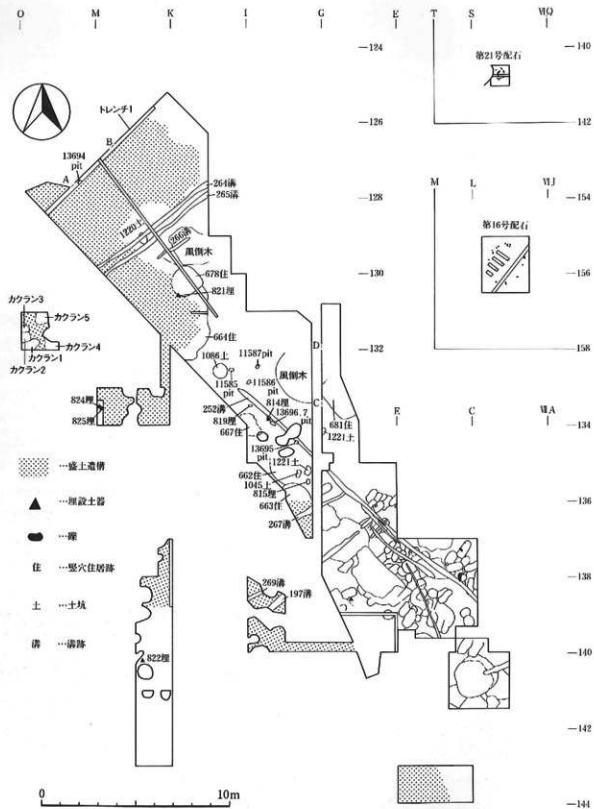 O M K I G E T S ⅥQ
-124
-140
第21号配石
-126
-142
トレンチ1
13694
pit
A
B
264溝
265溝
1220土
266溝
風倒木
678住
821埋
-128
M L ⅥJ
-154
第16号配石
-130
-156
カクラン3
カクラン5
カクラン4
カクラン1
カクラン2
664住
1086土
11587pit
D
-132
-158
11585
pit
11586
pit
風倒木
814埋
13696.7
pit
C
E C ⅦA
824埋
825埋
252溝
819埋
667住
681住
1221土
-134
13695
pit
1221土
662住
1045土
815埋
663住
267溝
-136
…盛土遺構
▲ …埋設土器
…礫
住 …竪穴住居跡
土 …土坑
溝 …溝跡
-138
269溝
197溝
822埋
-140
-142
-144
0 10m